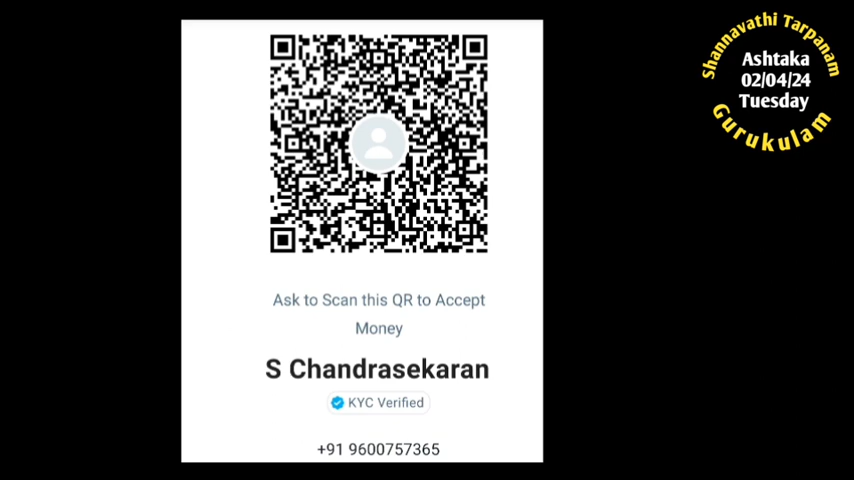 Ask to Scan this QR to Accept
Money
S Chandrasekaran
KYC Verified
+91 9600757365
Shannavathi Tarpanam
Ashtaka
02/04/24
Tuesday
Gurukulam